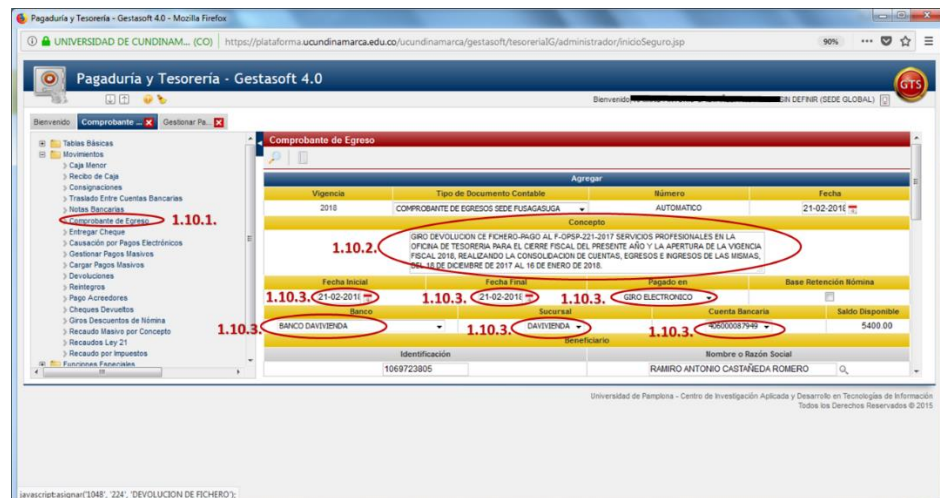 Pagaduría y Tesorería - Gestasoft 4.0 - Mozilla Firefox
UNIVERSIDAD DE CUNDINAM... (CO) https://plataforma.ucundinamarca.edu.co/ucundinamarca/gestasoft/tesoreriaIG/administrador/inicioSeguro.jsp 90%
Pagaduría y Tesorería - Gestasoft 4.0
GTS
Bienvenido, SIN DEFINIR (SEDE GLOBAL)
Bienvenido Comprobante ... Gestionar Pa...
Tablas Básicas
Movimientos
Caja Menor
Recibo de Caja
Consignaciones
Traslado Entre Cuentas Bancarias
Notas Bancarias
Comprobante de Egreso 1.10.1.
Entregar Cheque
Causación por Pagos Electrónicos
Gestionar Pagos Masivos
Cargar Pagos Masivos
Devoluciones
Reintegros
Pago Acreedores
Cheques Devueltos
Giros Descuentos de Nómina
Recaudo Masivo por Concepto
Recaudos Ley 21
Recaudo por Impuestos
Funciones Especiales
Comprobante de Egreso
Agregar
Vigencia Tipo de Documento Contable Número Fecha
2018 COMPROBANTE DE EGRESOS SEDE FUSAGASUGA AUTOMATICO 21-02-2018
Concepto
1.10.2.
GIRO DEVOLUCION CE FICHERO-PAGO AL F-OPSP-221-2017 SERVICIOS PROFESIONALES EN LA
OFICINA DE TESORERIA PARA EL CIERRE FISCAL DEL PRESENTE AÑO Y LA APERTURA DE LA VIGENCIA
FISCAL 2018, REALIZANDO LA CONSOLIDACION DE CUENTAS, EGRESOS E INGRESOS DE LAS MISMAS,
DEL 18 DE DICIEMBRE DE 2017 AL 16 DE ENERO DE 2018.
Fecha Inicial Fecha Final Pagado en Base Retención Nómina
1.10.3. 21-02-2018 1.10.3. 21-02-2018 1.10.3. GIRO ELECTRONICO
Banco Sucursal Cuenta Bancaria Saldo Disponible
1.10.3. BANCO DAVIVIENDA 1.10.3. DAVIVIENDA 1.10.3. 406000087949 5400.00
Beneficiario
Identificación Nombre o Razón Social
1069723805 RAMIRO ANTONIO CASTAÑEDA ROMERO
Universidad de Pamplona - Centro de Investigación Aplicada y Desarrollo en Tecnologías de Información
Todos los Derechos Reservados © 2015
javascript:asignar('1048', '224', 'DEVOLUCION DE FICHERO');